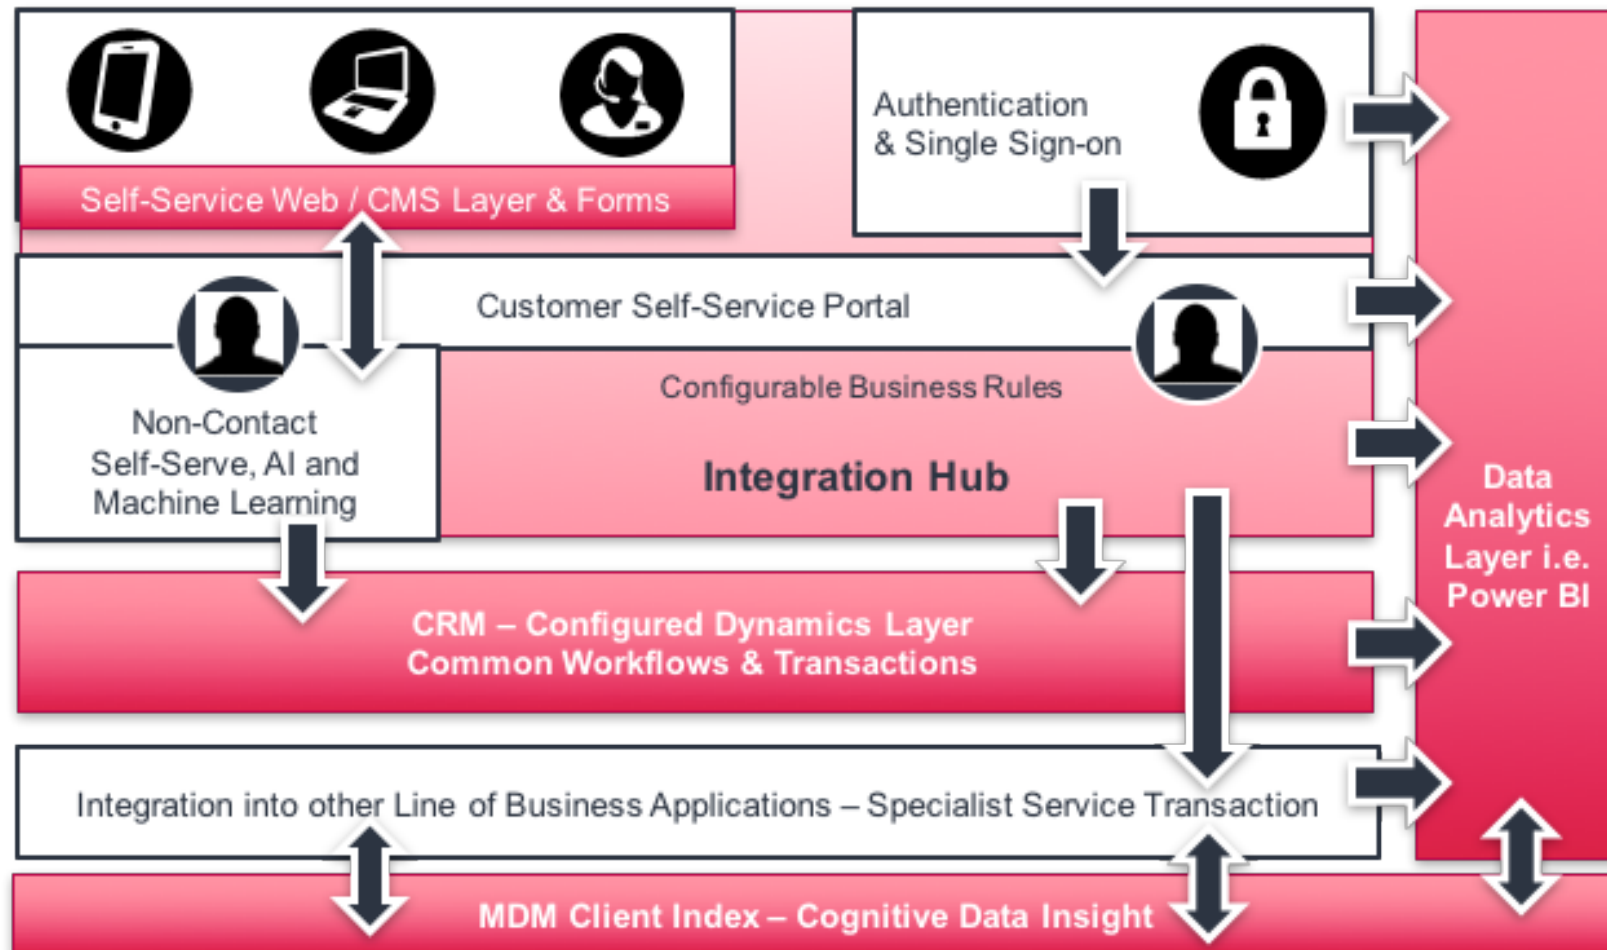 Authentication
& Single Sign-on
Self-Service Web / CMS Layer & Forms
Customer Self-Service Portal
Configurable Business Rules
Non-Contact
Self-Serve, AI and
Machine Learning
Integration Hub
Data
Analytics
Layer i.e.
Power BI
CRM – Configured Dynamics Layer
Common Workflows & Transactions
Integration into other Line of Business Applications – Specialist Service Transaction
MDM Client Index – Cognitive Data Insight